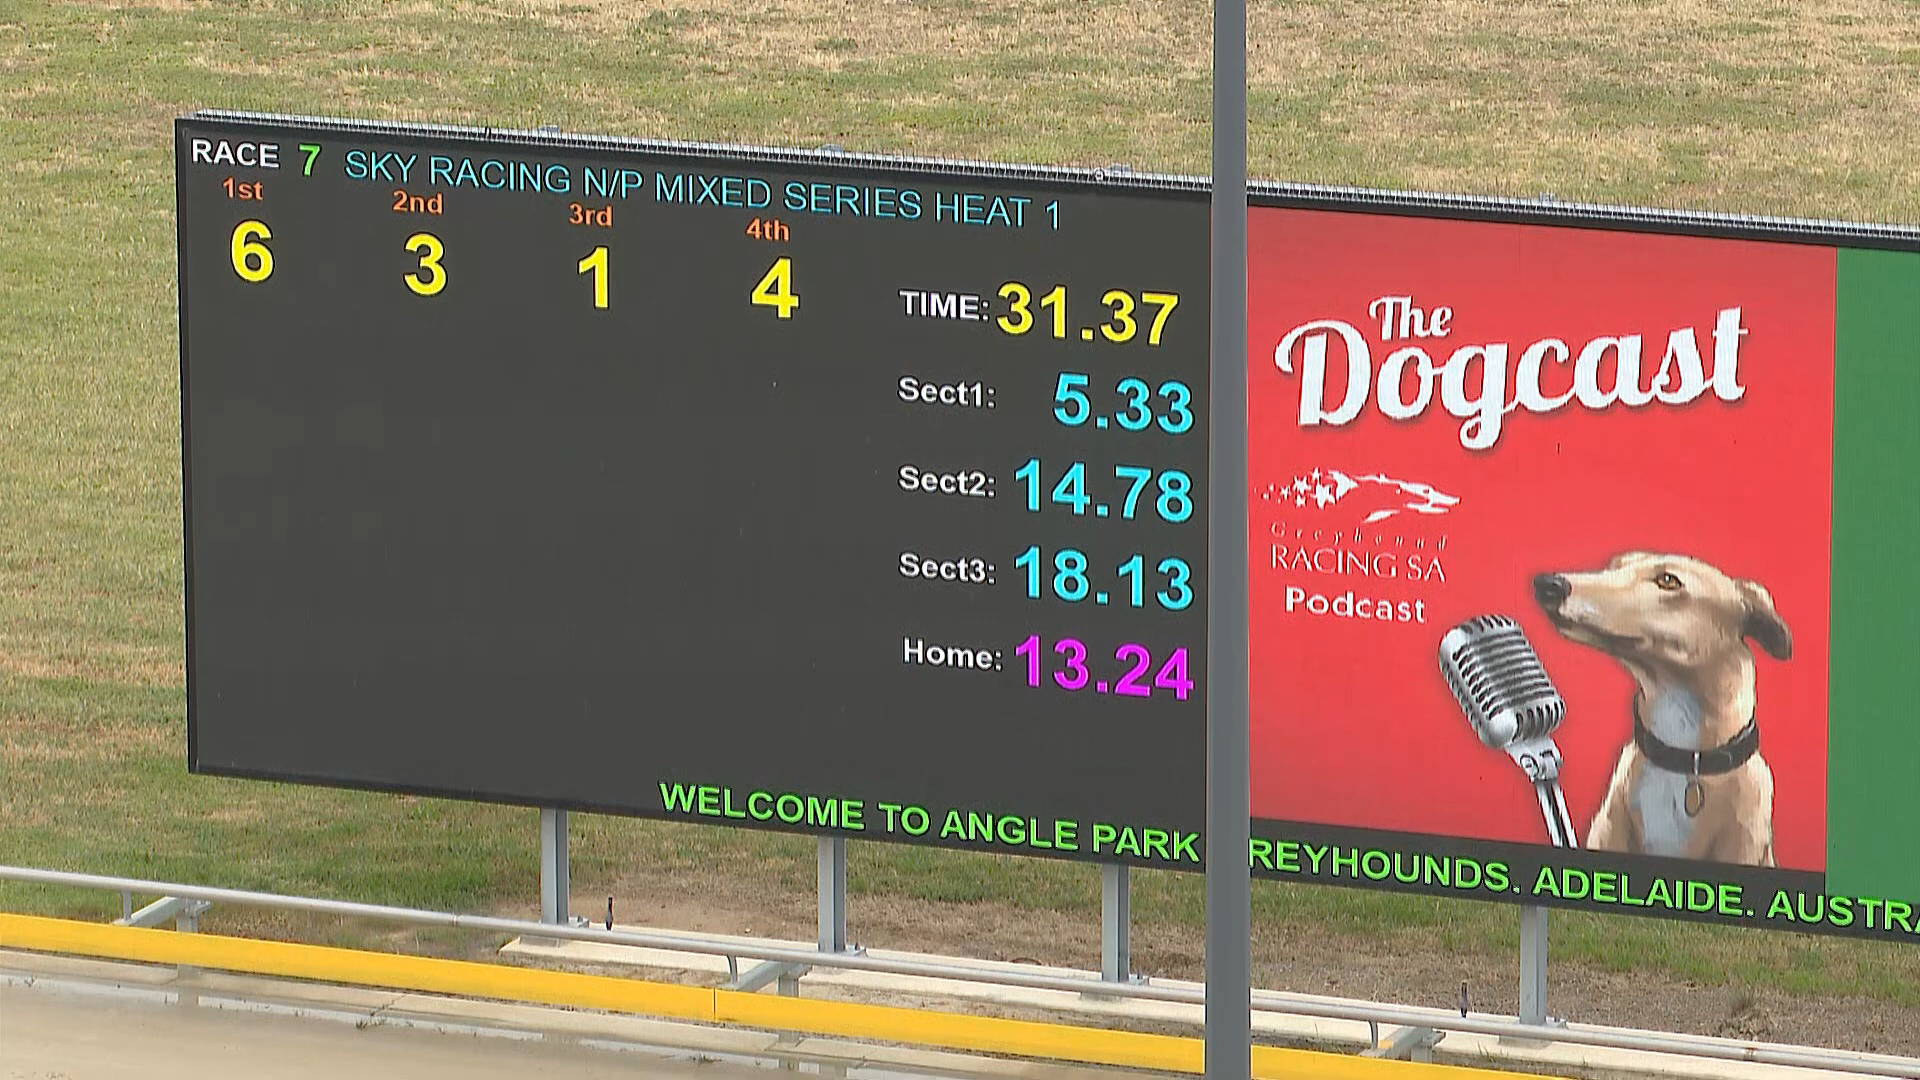 RACE 7 SKY RACING N/P MIXED SERIES HEAT 1
1st 2nd 3rd 4th
6 3 1 4
TIME: 31.37
Sect1: 5.33
Sect2: 14.78
Sect3: 18.13
Home: 13.24
The
Dogcast
Greyhound
RACING SA
Podcast
WELCOME TO ANGLE PARK REYHOUNDS. ADELAIDE. AUSTRA